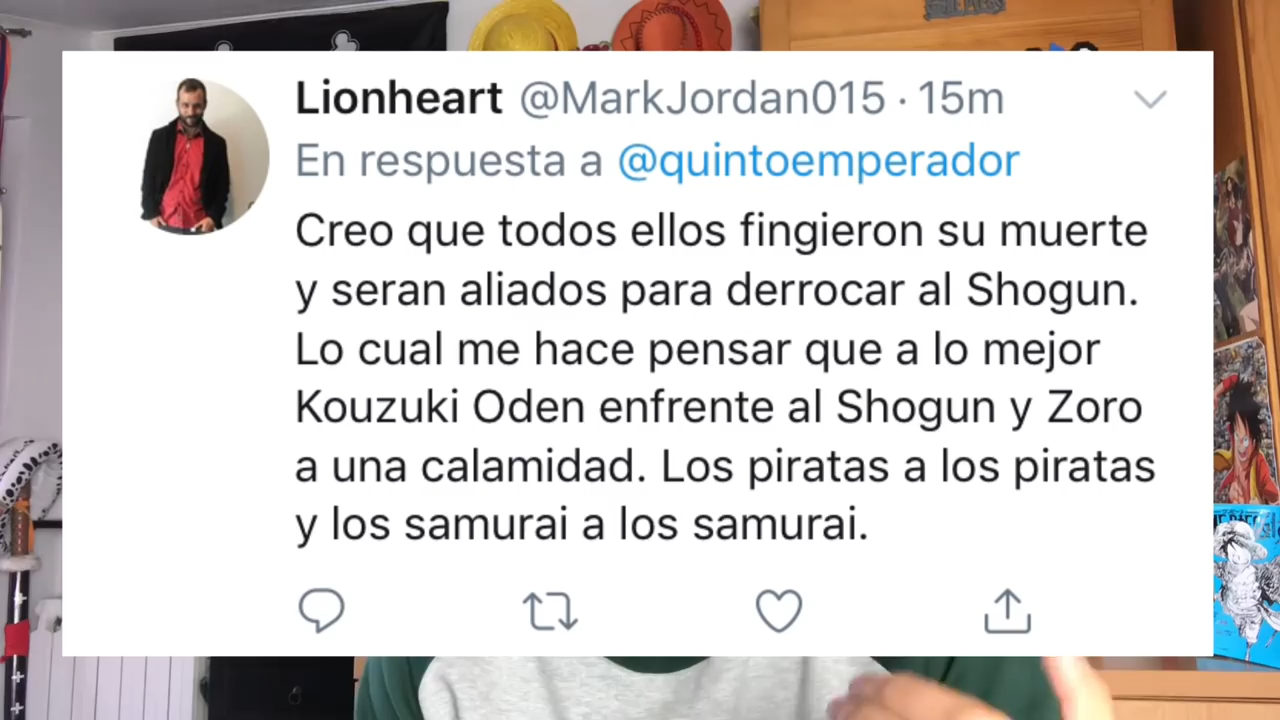 Lionheart @MarkJordan015 · 15m
En respuesta a @quintoemperador
Creo que todos ellos fingieron su muerte
y seran aliados para derrocar al Shogun.
Lo cual me hace pensar que a lo mejor
Kouzuki Oden enfrente al Shogun y Zoro
a una calamidad. Los piratas a los piratas
y los samurai a los samurai.